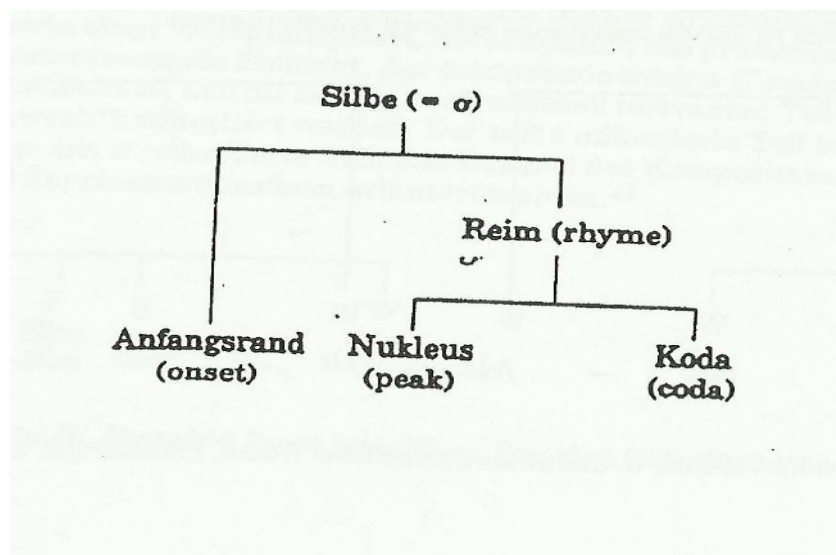 Silbe (= σ)
Reim (rhyme)
Anfangsrand Nukleus Koda
(onset) (peak) (coda)